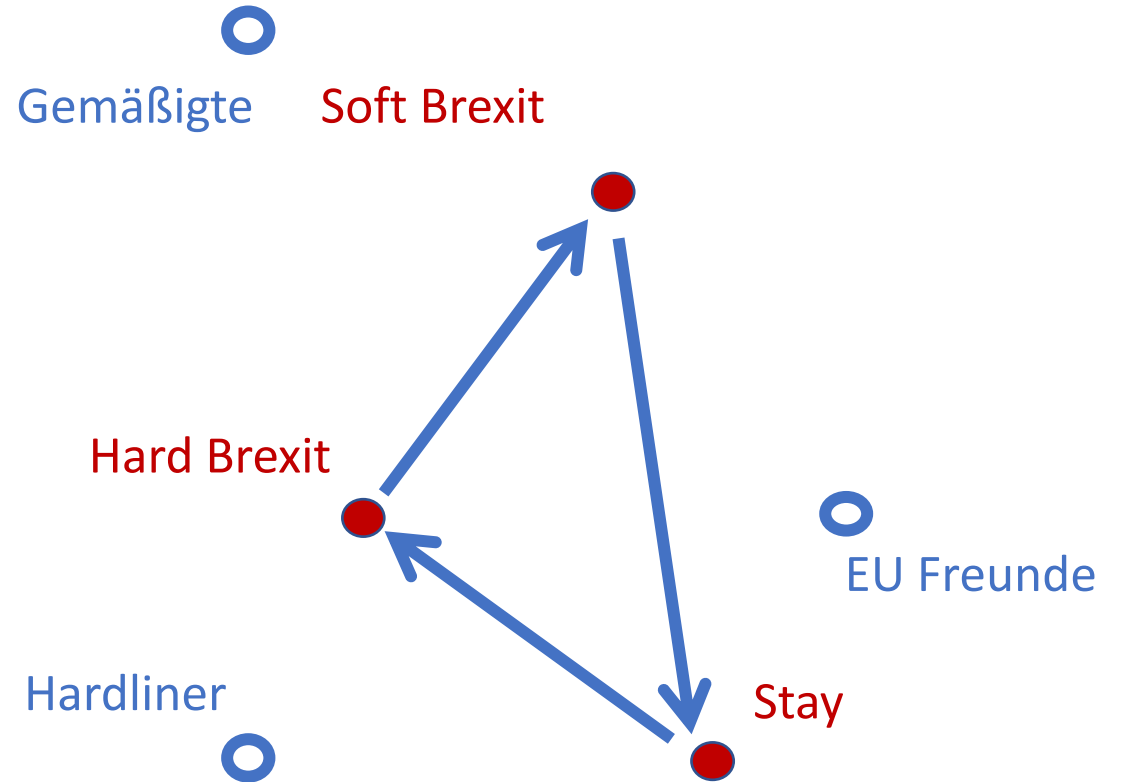 Gemäßigte
Soft Brexit
Hard Brexit
EU Freunde
Hardliner
Stay